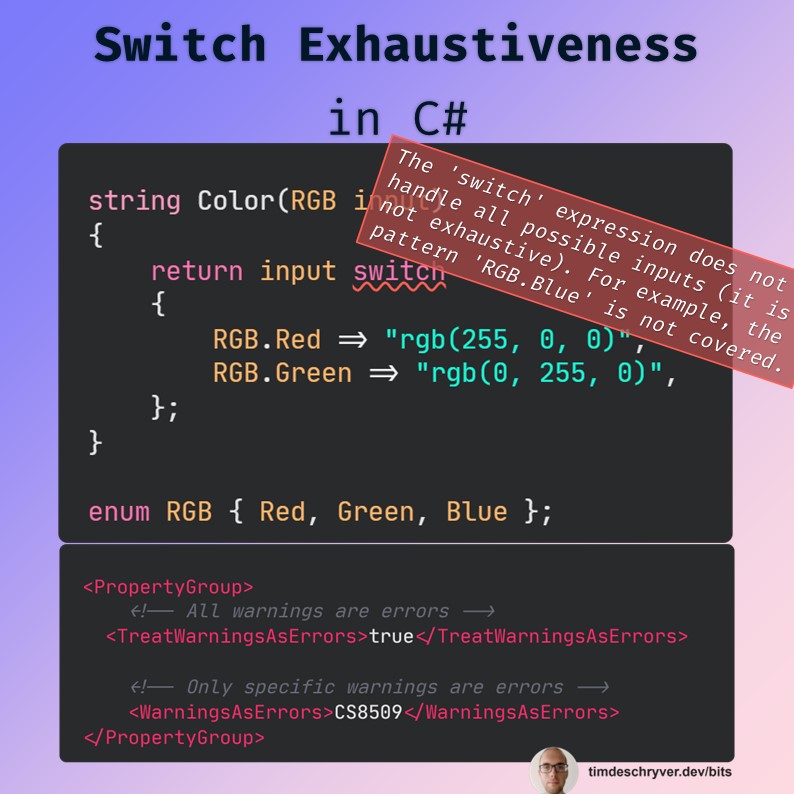 Switch Exhaustiveness
in C#
string Color(RGB input)
{
    return input switch
    {
        RGB.Red => "rgb(255, 0, 0)",
        RGB.Green => "rgb(0, 255, 0)",
    };
}
enum RGB { Red, Green, Blue };
The 'switch' expression does not
handle all possible inputs (it is
not exhaustive). For example, the
pattern 'RGB.Blue' is not covered.
<PropertyGroup>
    <!-- All warnings are errors -->
  <TreatWarningsAsErrors>true</TreatWarningsAsErrors>
    <!-- Only specific warnings are errors -->
    <WarningsAsErrors>CS8509</WarningsAsErrors>
</PropertyGroup>
timdeschryver.dev/bits